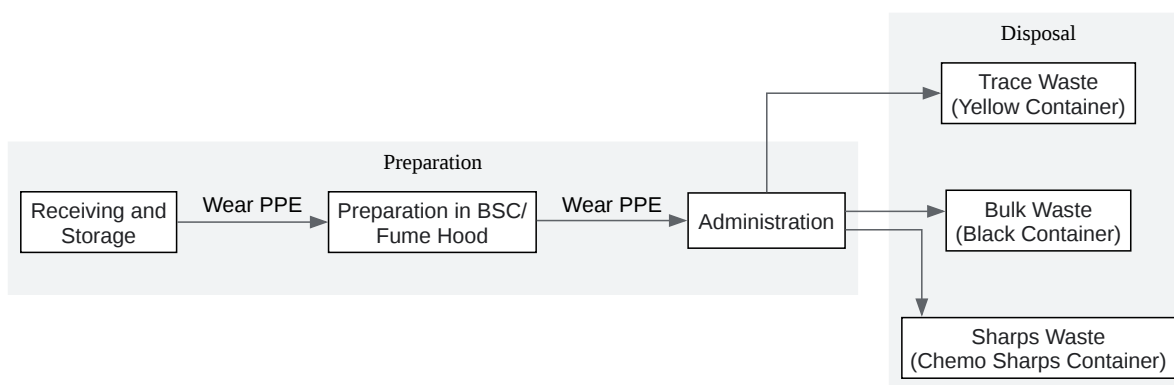 Disposal
Trace Waste
(Yellow Container)
Preparation
Receiving and
Storage
Wear PPE
Preparation in BSC/
Fume Hood
Wear PPE
Administration
Bulk Waste
(Black Container)
Sharps Waste
(Chemo Sharps Container)